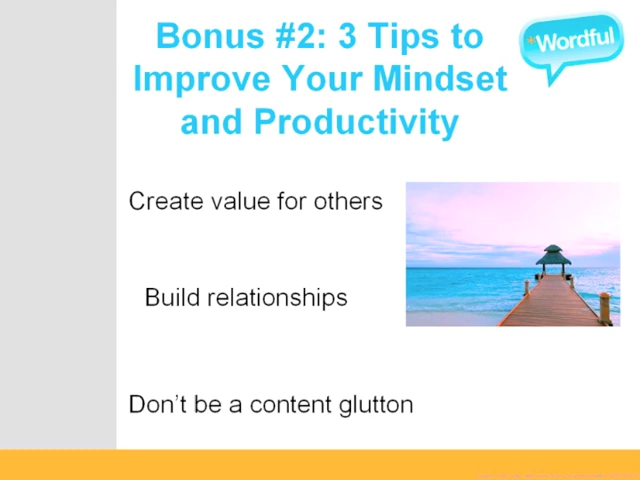 Bonus #2: 3 Tips to
Improve Your Mindset
and Productivity
*Wordful
Create value for others
Build relationships
Don't be a content glutton